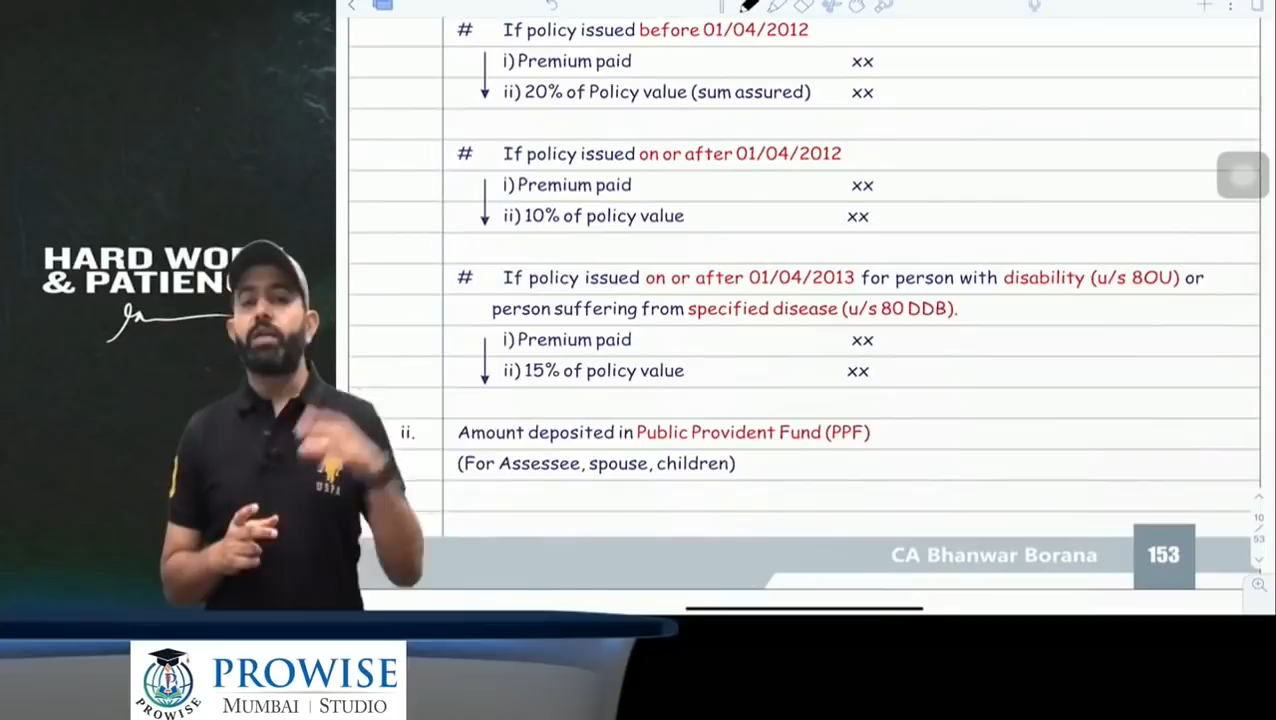 # If policy issued before 01/04/2012
i) Premium paid xx
ii) 20% of Policy value (sum assured) xx
# If policy issued on or after 01/04/2012
i) Premium paid xx
ii) 10% of policy value xx
# If policy issued on or after 01/04/2013 for person with disability (u/s 80U) or
person suffering from specified disease (u/s 80 DDB).
i) Premium paid xx
ii) 15% of policy value xx
ii. Amount deposited in Public Provident Fund (PPF)
(For Assessee, spouse, children)
CA Bhanwar Borana 153
10
/
53
HARD WO
& PATIEN
USPA
PROWISE
MUMBAI | STUDIO
PROWISE